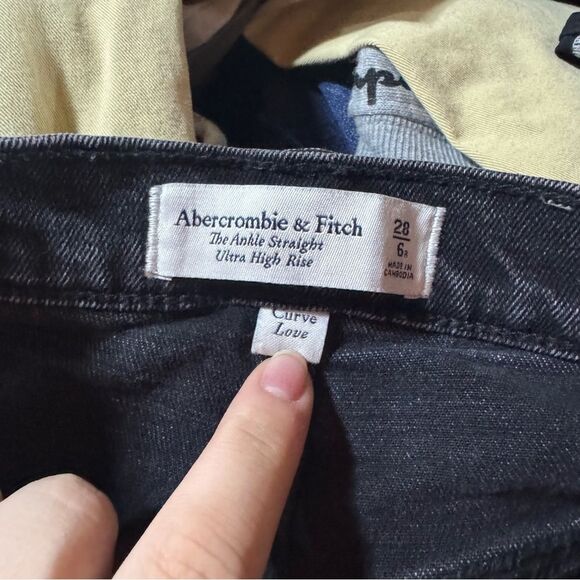 Abercrombie & Fitch
The Ankle Straight
Ultra High Rise
28
6R
MADE IN
CAMBODIA
Curve
Love